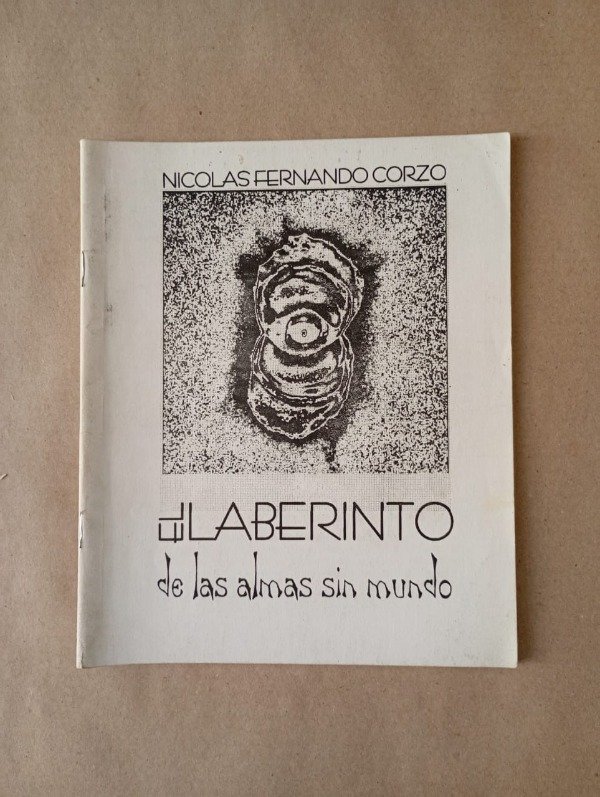 NICOLAS FERNANDO CORZO
EL LABERINTO
de las almas sin mundo